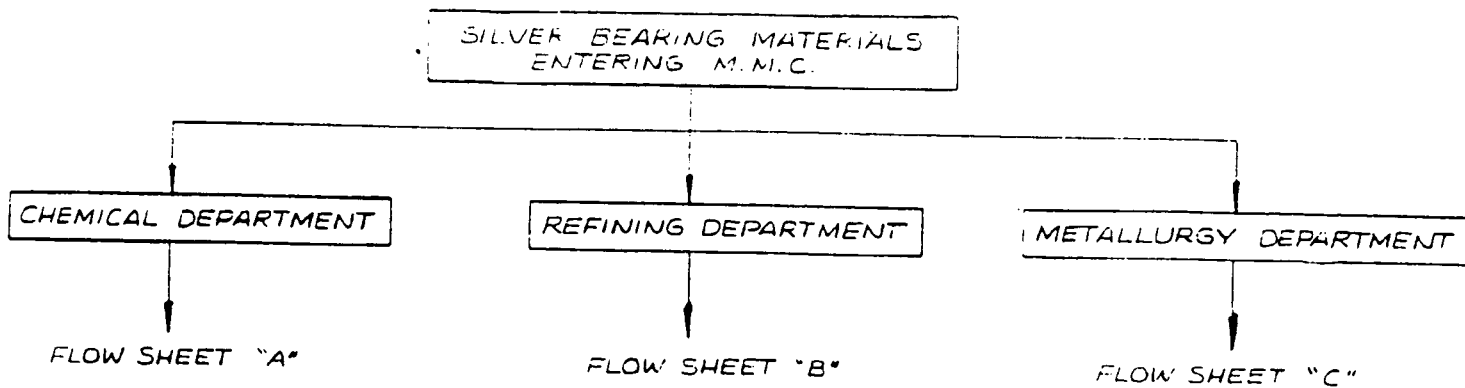 SILVER BEARING MATERIALS
ENTERING M.M.C.
CHEMICAL DEPARTMENT
REFINING DEPARTMENT
METALLURGY DEPARTMENT
FLOW SHEET "A"
FLOW SHEET "B"
FLOW SHEET "C"